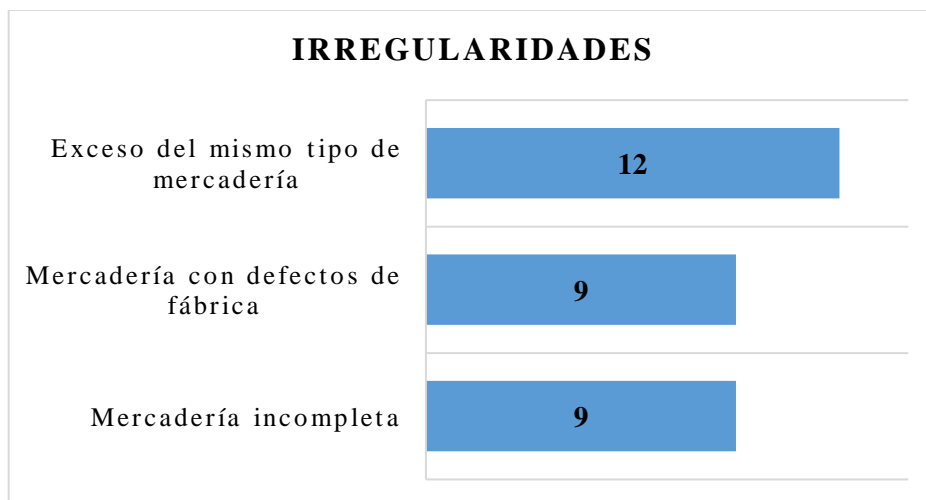 IRREGULARIDADES
Exceso del mismo tipo de
mercadería
12
Mercadería con defectos de
fábrica
9
Mercadería incompleta
9